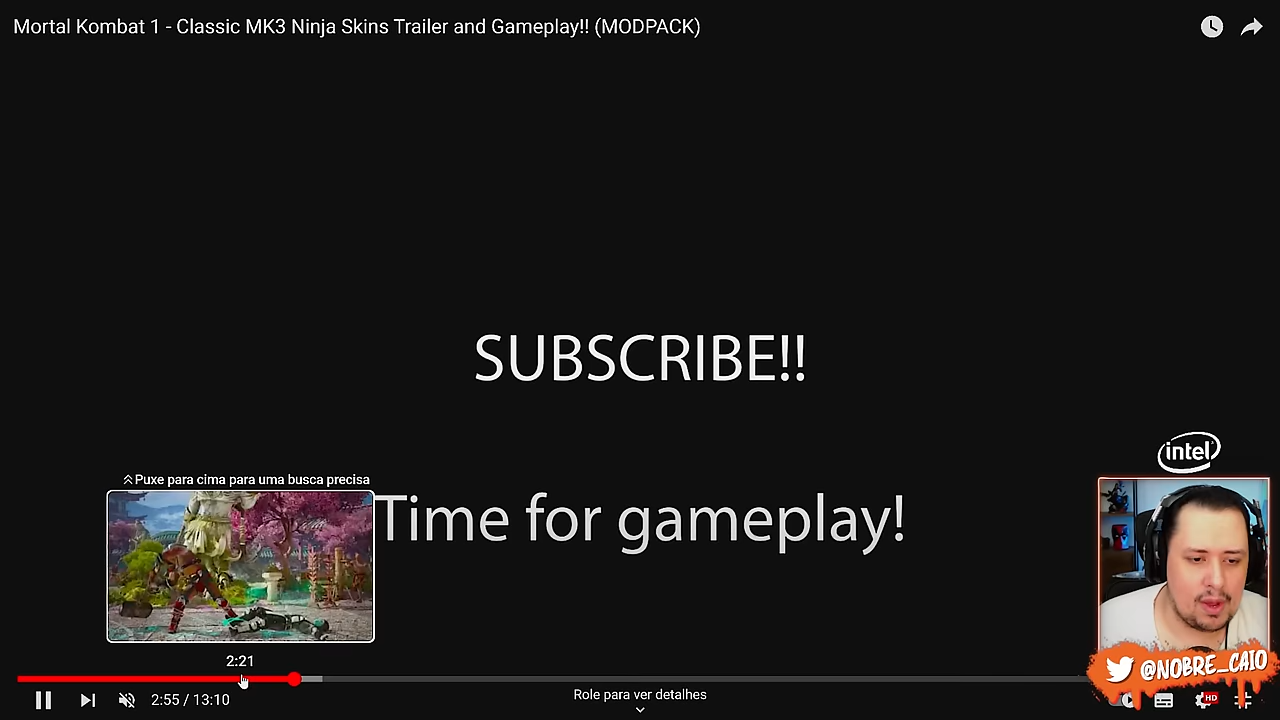 Mortal Kombat 1 - Classic MK3 Ninja Skins Trailer and Gameplay!! (MODPACK)
SUBSCRIBE!!
intel
Puxe para cima para uma busca precisa
Time for gameplay!
2:21
@NOBRE_CAIO
2:55 / 13:10
Role para ver detalhes
HD